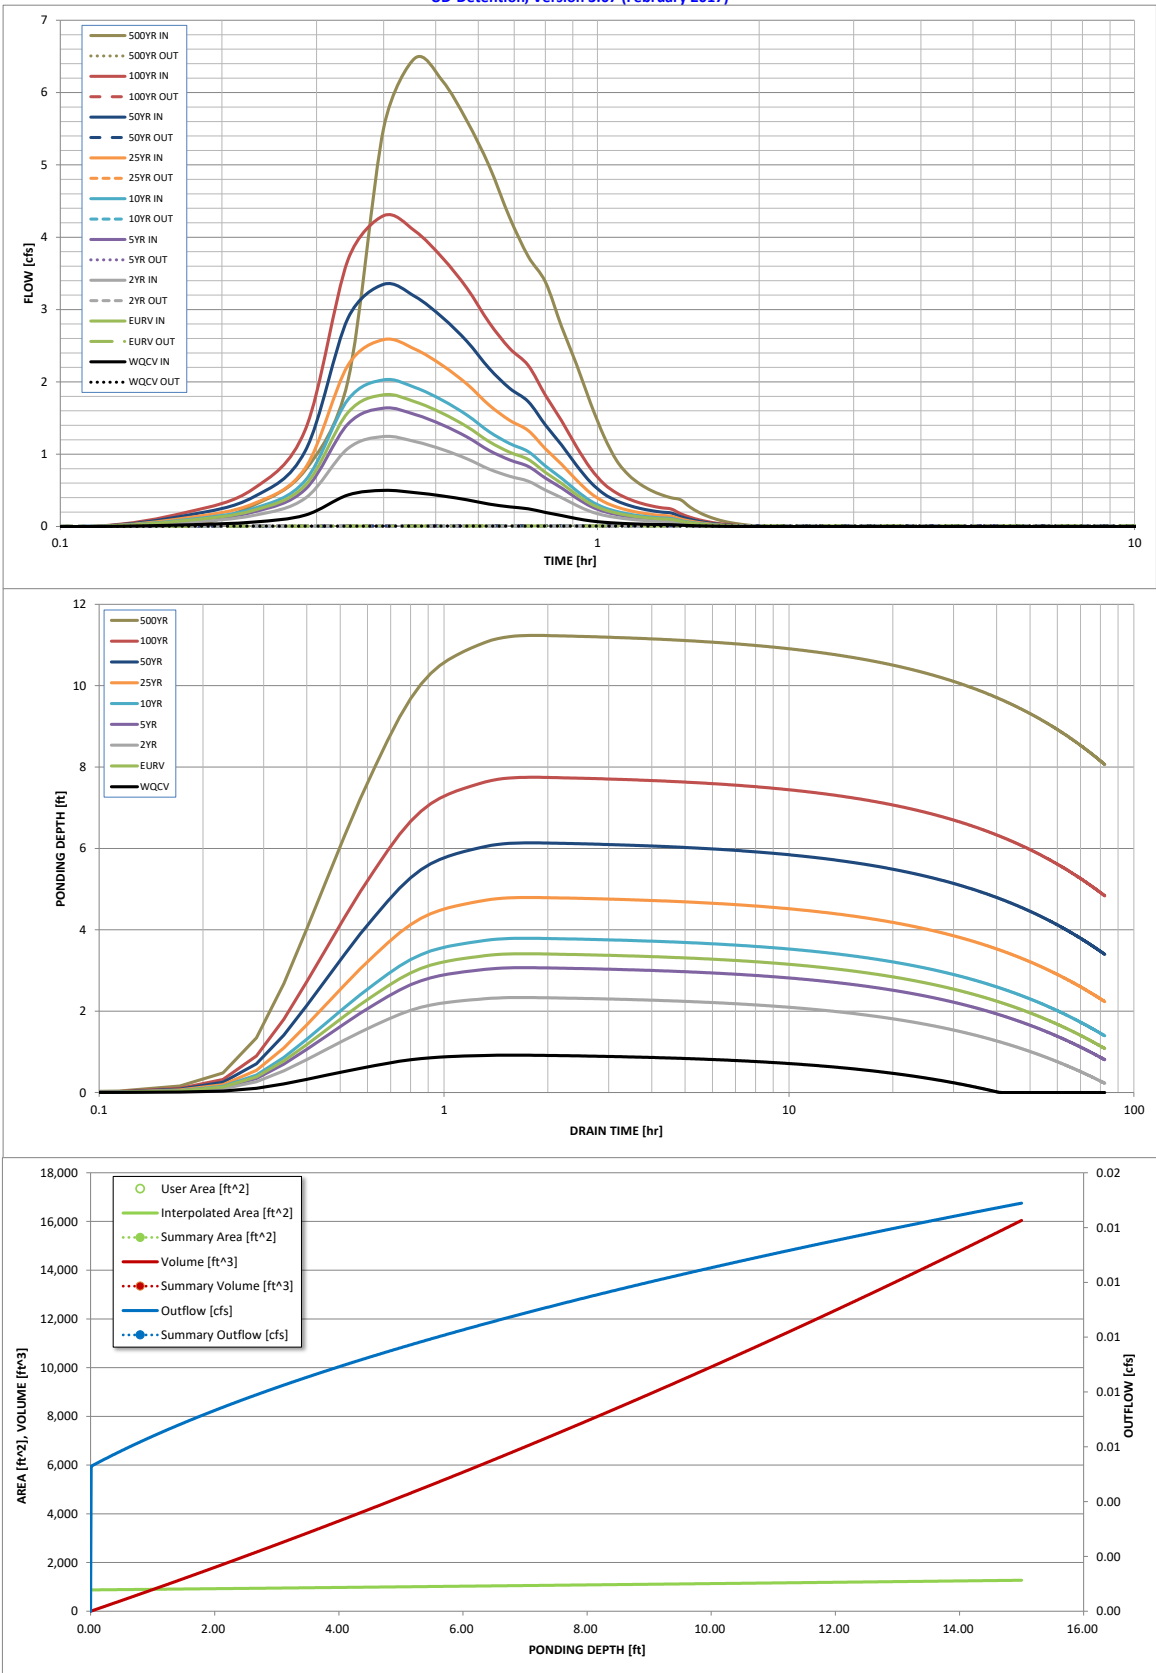 UD-Detention, Version 3.07 (February 2017)
7
6
5
4
3
2
1
0
FLOW [cfs]
500YR IN
500YR OUT
100YR IN
100YR OUT
50YR IN
50YR OUT
25YR IN
25YR OUT
10YR IN
10YR OUT
5YR IN
5YR OUT
2YR IN
2YR OUT
EURV IN
EURV OUT
WQCV IN
WQCV OUT
0.1
1
10
TIME [hr]
12
10
8
6
4
2
0
PONDING DEPTH [ft]
500YR
100YR
50YR
25YR
10YR
5YR
2YR
EURV
WQCV
0.1
1
10
100
DRAIN TIME [hr]
18,000
16,000
14,000
12,000
10,000
8,000
6,000
4,000
2,000
0
AREA [ft^2], VOLUME [ft^3]
User Area [ft^2]
Interpolated Area [ft^2]
Summary Area [ft^2]
Volume [ft^3]
Summary Volume [ft^3]
Outflow [cfs]
Summary Outflow [cfs]
0.02
0.01
0.01
0.01
0.01
0.01
0.00
0.00
0.00
OUTFLOW [cfs]
0.00
2.00
4.00
6.00
8.00
10.00
12.00
14.00
16.00
PONDING DEPTH [ft]